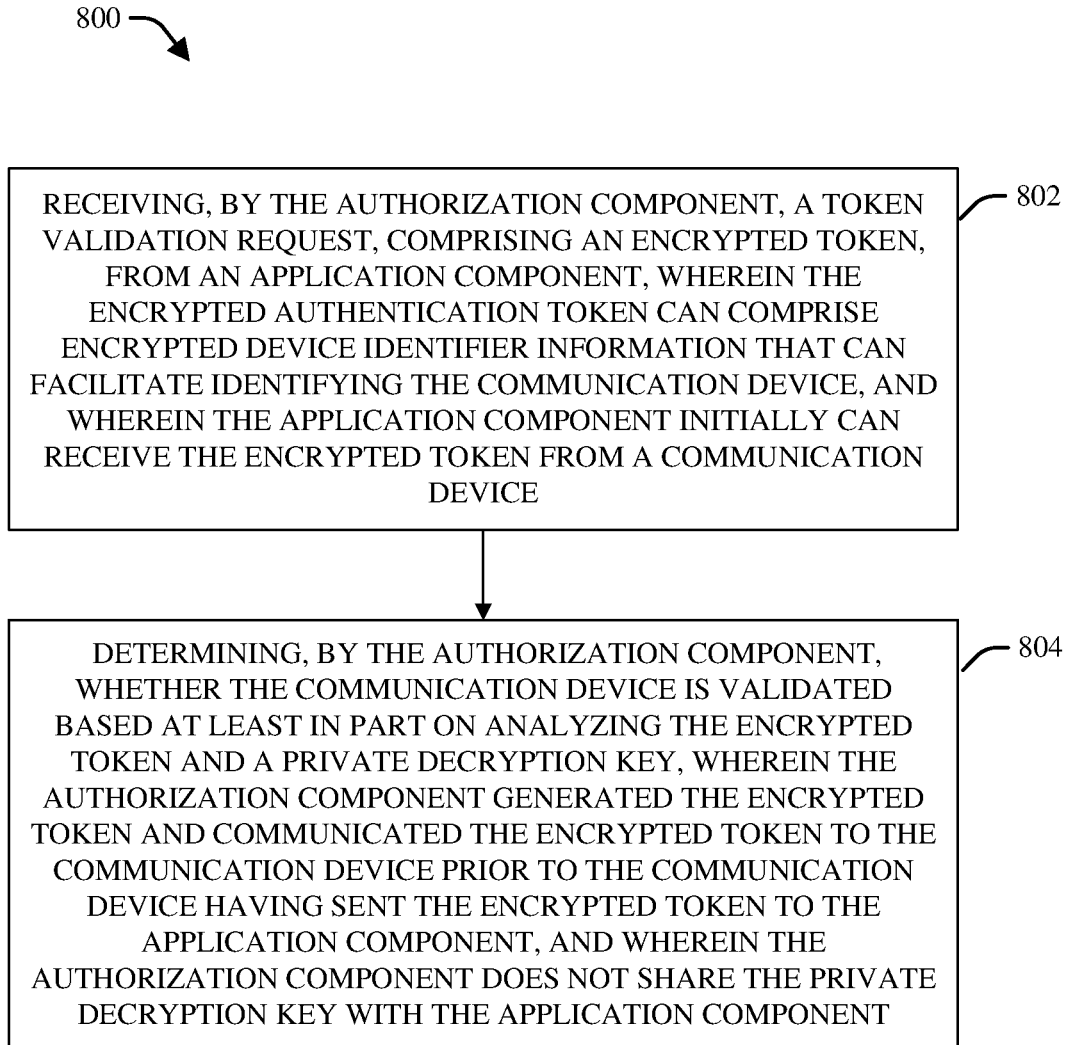 800
RECEIVING, BY THE AUTHORIZATION COMPONENT, A TOKEN
VALIDATION REQUEST, COMPRISING AN ENCRYPTED TOKEN,
FROM AN APPLICATION COMPONENT, WHEREIN THE
ENCRYPTED AUTHENTICATION TOKEN CAN COMPRISE
ENCRYPTED DEVICE IDENTIFIER INFORMATION THAT CAN
FACILITATE IDENTIFYING THE COMMUNICATION DEVICE, AND
WHEREIN THE APPLICATION COMPONENT INITIALLY CAN
RECEIVE THE ENCRYPTED TOKEN FROM A COMMUNICATION
DEVICE
802
DETERMINING, BY THE AUTHORIZATION COMPONENT,
WHETHER THE COMMUNICATION DEVICE IS VALIDATED
BASED AT LEAST IN PART ON ANALYZING THE ENCRYPTED
TOKEN AND A PRIVATE DECRYPTION KEY, WHEREIN THE
AUTHORIZATION COMPONENT GENERATED THE ENCRYPTED
TOKEN AND COMMUNICATED THE ENCRYPTED TOKEN TO THE
COMMUNICATION DEVICE PRIOR TO THE COMMUNICATION
DEVICE HAVING SENT THE ENCRYPTED TOKEN TO THE
APPLICATION COMPONENT, AND WHEREIN THE
AUTHORIZATION COMPONENT DOES NOT SHARE THE PRIVATE
DECRYPTION KEY WITH THE APPLICATION COMPONENT
804